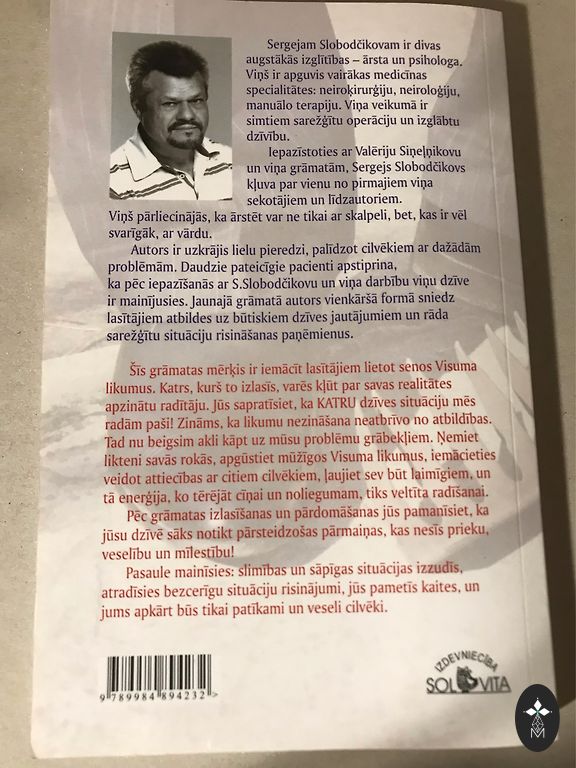 Sergejam Slobodčikovam ir divas
augstākās izglītības – ārsta un psihologa.
Viņš ir apguvis vairākas medicīnas
specialitātes: neiroķirurģiju, neiroloģiju,
manuālo terapiju. Viņa veikumā ir
simtiem sarežģītu operāciju un izglābtu
dzīvību.
Iepazīstoties ar Valēriju Siņeļņikovu
un viņa grāmatām, Sergejs Slobodčikovs
kļuva par vienu no pirmajiem viņa
sekotājiem un līdzautoriem.
Viņš pārliecinājās, ka ārstēt var ne tikai ar skalpeli, bet, kas ir vēl
svarīgāk, ar vārdu.
Autors ir uzkrājis lielu pieredzi, palīdzot cilvēkiem ar dažādām
problēmām. Daudzie pateicīgie pacienti apstiprina,
ka pēc iepazīšanās ar S.Slobodčikovu un viņa darbību viņu dzīve
ir mainījusies. Jaunajā grāmatā autors vienkāršā formā sniedz
lasītājiem atbildes uz būtiskiem dzīves jautājumiem un rāda
sarežģītu situāciju risināšanas paņēmienus.
Šīs grāmatas mērķis ir iemācīt lasītājiem lietot senos Visuma
likumus. Katrs, kurš to izlasīs, varēs kļūt par savas realitātes
apzinātu radītāju. Jūs sapratīsiet, ka KATRU dzīves situāciju mēs
radām paši! Zināms, ka likumu nezināšana neatbrīvo no atbildības.
Tad nu beigsim akli kāpt uz mūsu problēmu grābekļiem. Ņemiet
likteni savās rokās, apgūstiet mūžīgos Visuma likumus, iemācieties
veidot attiecības ar citiem cilvēkiem, ļaujiet sev būt laimīgiem, un
tā enerģija, ko tērējāt cīņai un noliegumam, tiks veltīta radīšanai.
Pēc grāmatas izlasīšanas un pārdomāšanas jūs pamanīsiet, ka
jūsu dzīvē sāks notikt pārsteidzošas pārmaiņas, kas nesīs prieku,
veselību un mīlestību!
Pasaule mainīsies: slimības un sāpīgas situācijas izzudīs,
atradīsies bezcerīgu situāciju risinājumi, jūs pametīs kaites, un
jums apkārt būs tikai patīkami un veseli cilvēki.
9 789984 894232 >
IZDEVNIECĪBA
SOL VITA
M